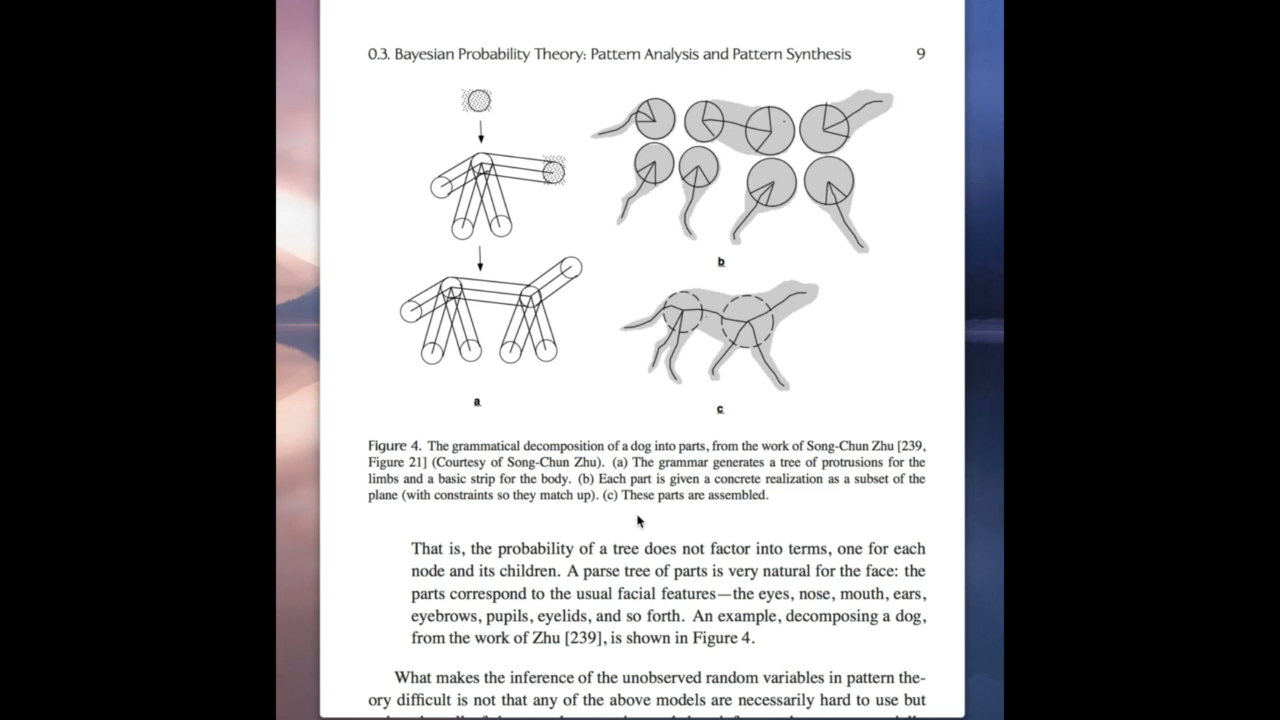 0.3. Bayesian Probability Theory: Pattern Analysis and Pattern Synthesis 9
b
a
c
Figure 4. The grammatical decomposition of a dog into parts, from the work of Song-Chun Zhu [239,
Figure 21] (Courtesy of Song-Chun Zhu). (a) The grammar generates a tree of protrusions for the
limbs and a basic strip for the body. (b) Each part is given a concrete realization as a subset of the
plane (with constraints so they match up). (c) These parts are assembled.
That is, the probability of a tree does not factor into terms, one for each
node and its children. A parse tree of parts is very natural for the face: the
parts correspond to the usual facial features—the eyes, nose, mouth, ears,
eyebrows, pupils, eyelids, and so forth. An example, decomposing a dog,
from the work of Zhu [239], is shown in Figure 4.
What makes the inference of the unobserved random variables in pattern the-
ory difficult is not that any of the above models are necessarily hard to use but